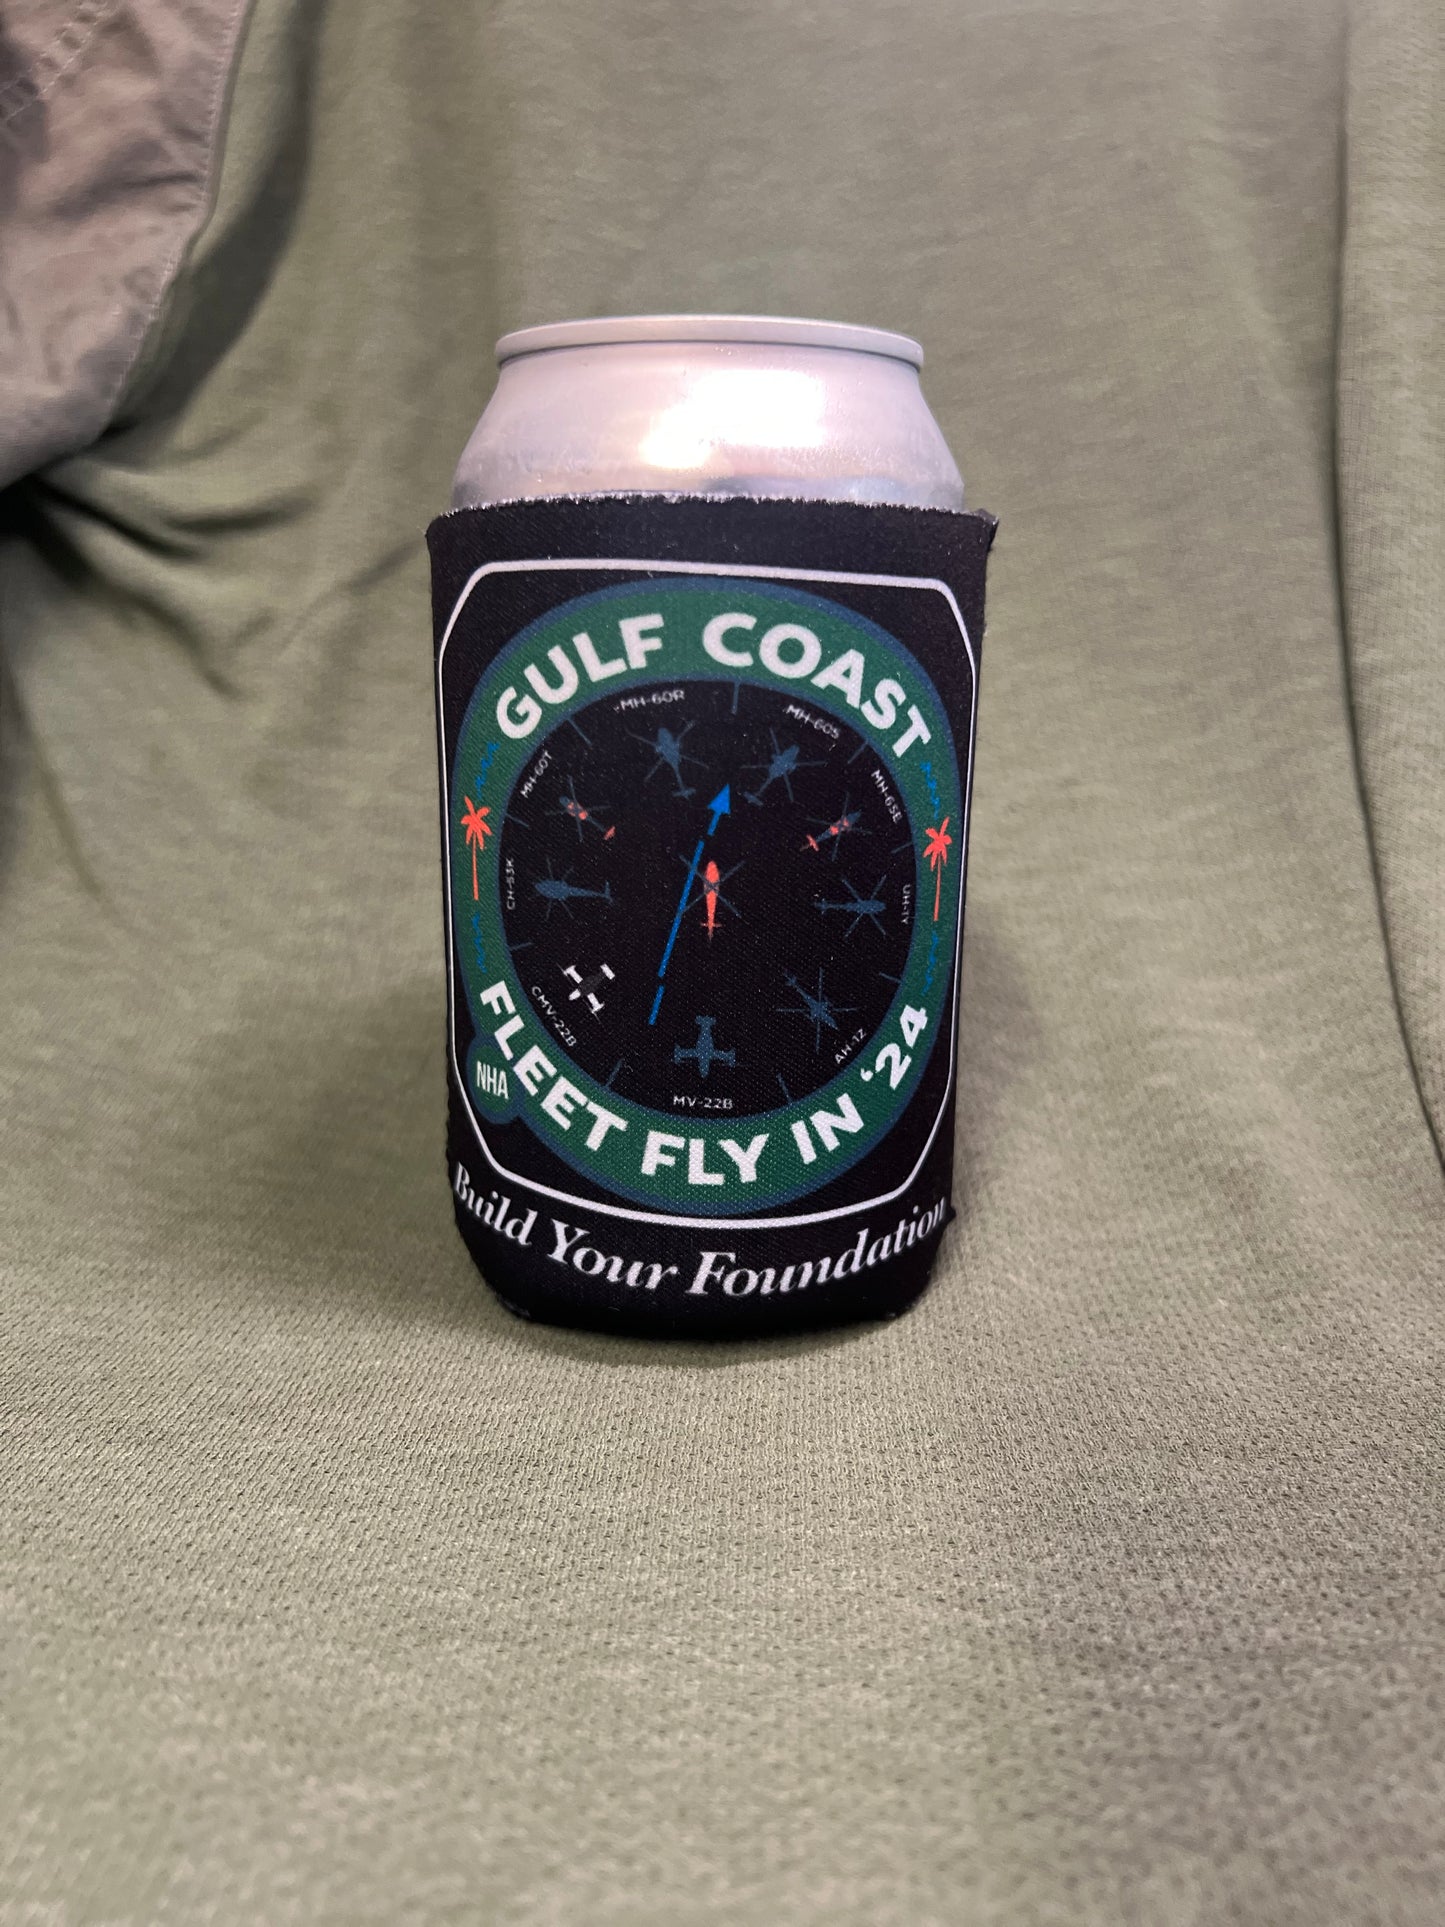 GULF COAST
MH-60R
MH-60S
MH-60T
MH-65E
CH-53K
UH-1Y
CMV-22B
AH-1Z
MV-22B
FLEET FLY IN '24
NHA
Build Your Foundation